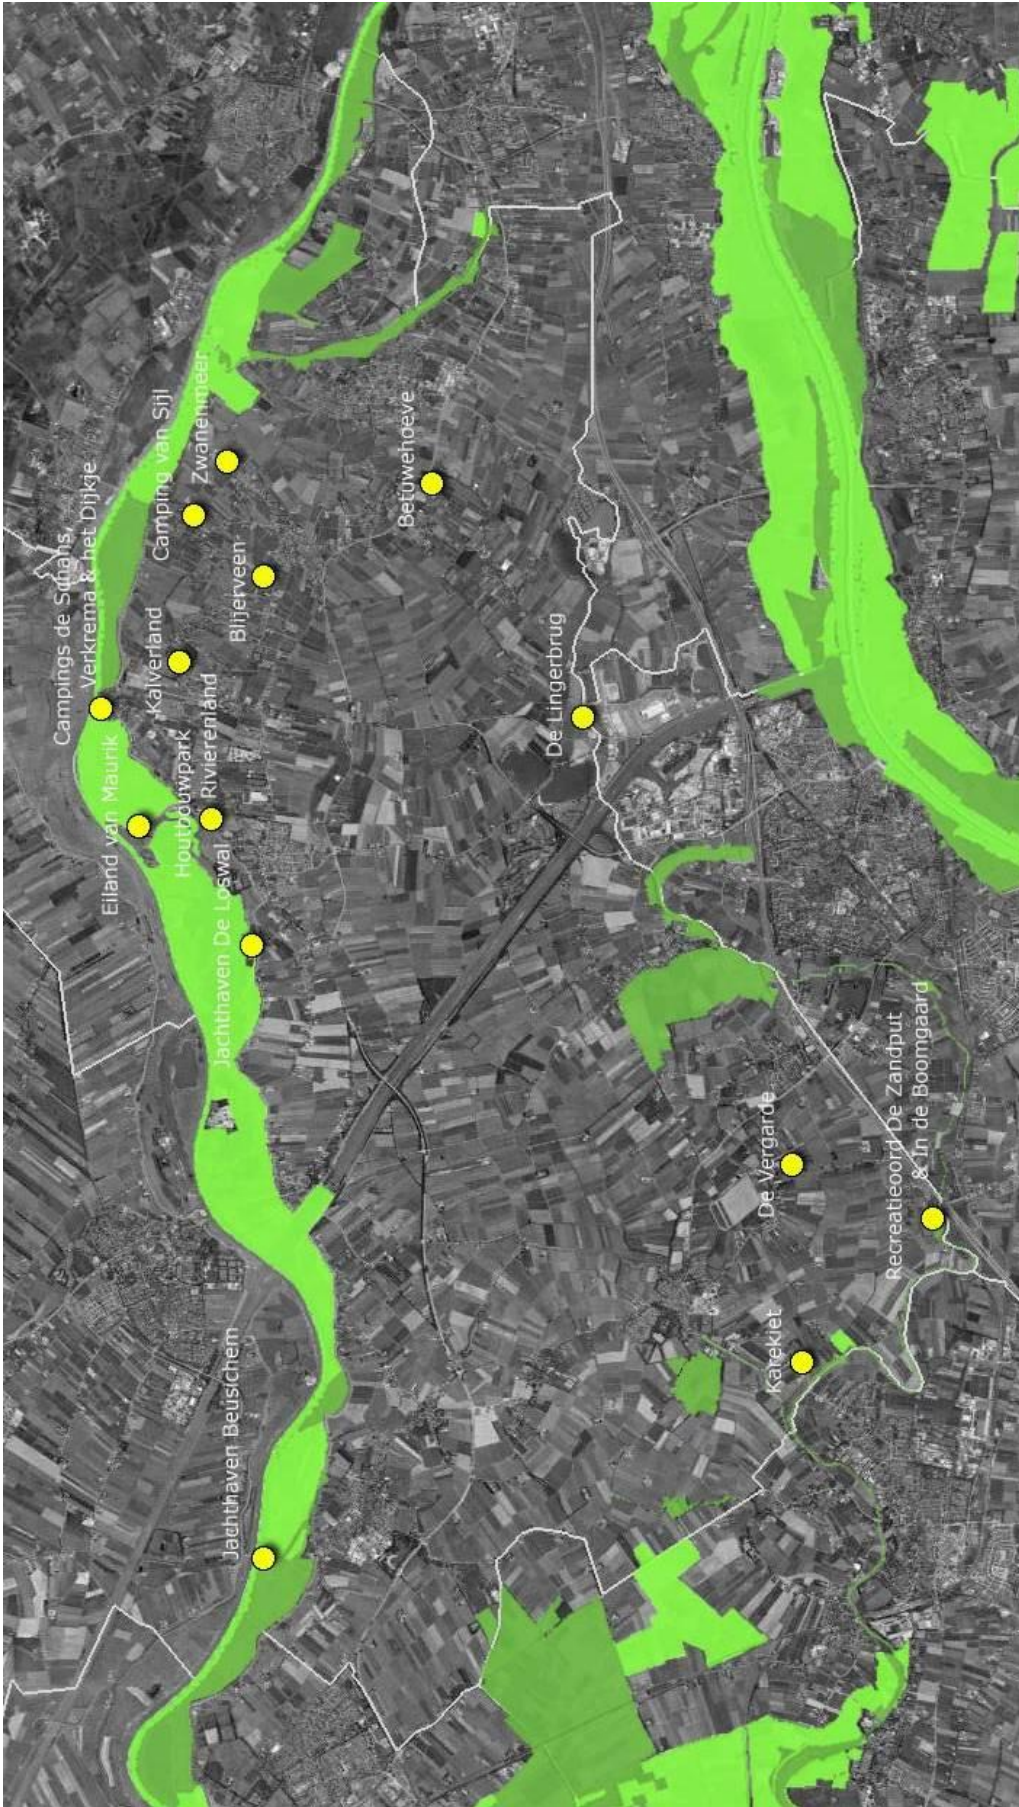 Campings de Schans,
Verkrema & het Dijkje
Camping van Sijl
Zwanenmeer
Blijerveen
Betuwehoeve
Kalverland
Eiland van Maurik
Houtbouwpark
Rivierenland
Jachthaven De Loswal
De Lingerbrug
Jachthaven Beusichem
De Vergarde
Recreatieoord De Zandput
& In de Boomgaard
Karekiet